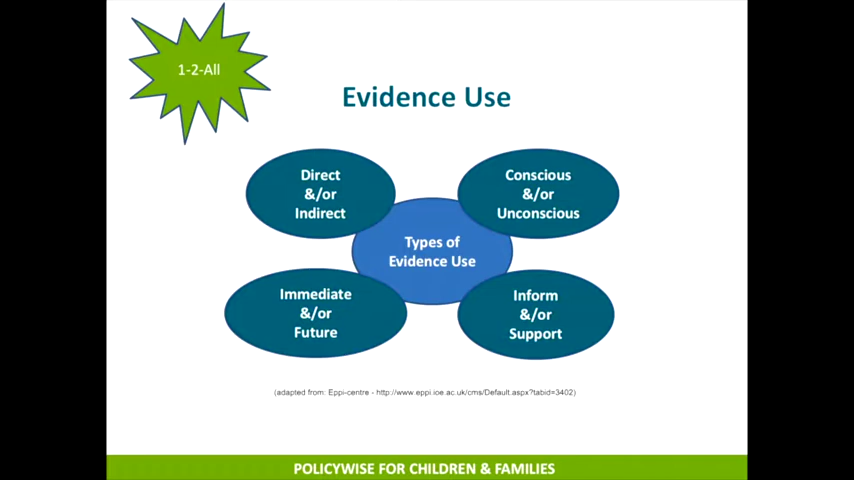 1-2-All
Evidence Use
Direct
&/or
Indirect
Conscious
&/or
Unconscious
Types of
Evidence Use
Immediate
&/or
Future
Inform
&/or
Support
(adapted from: Eppi-centre - http://www.eppi.ioe.ac.uk/cms/Default.aspx?tabid=3402)
POLICYWISE FOR CHILDREN & FAMILIES